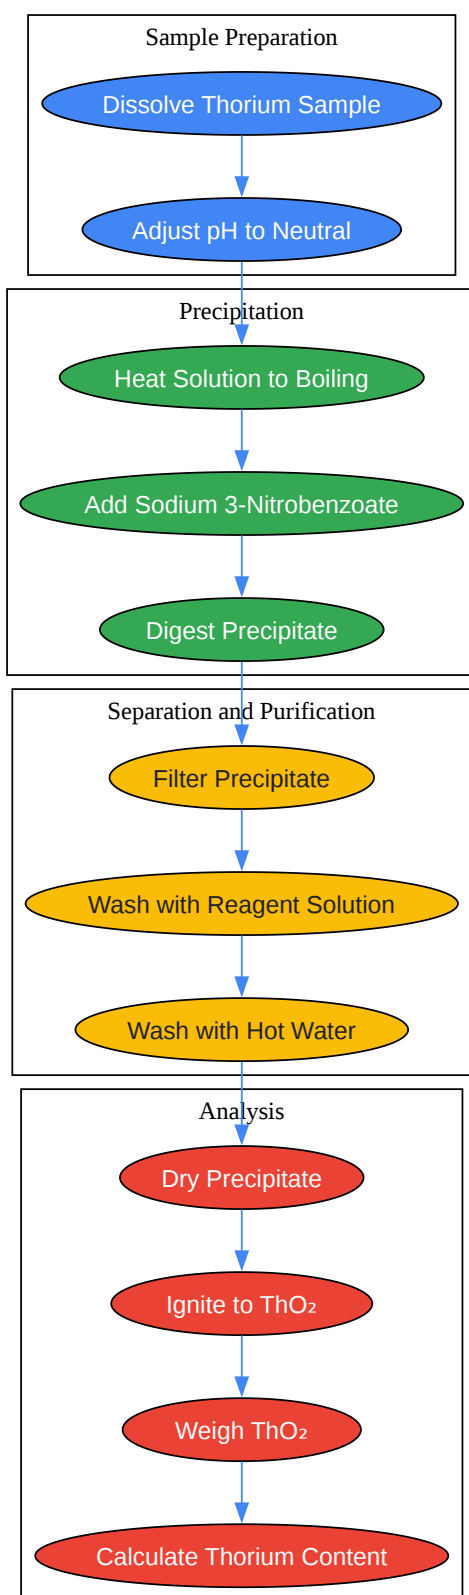 Sample Preparation
Dissolve Thorium Sample
Adjust pH to Neutral
Precipitation
Heat Solution to Boiling
Add Sodium 3-Nitrobenzoate
Digest Precipitate
Separation and Purification
Filter Precipitate
Wash with Reagent Solution
Wash with Hot Water
Analysis
Dry Precipitate
Ignite to ThO₂
Weigh ThO₂
Calculate Thorium Content